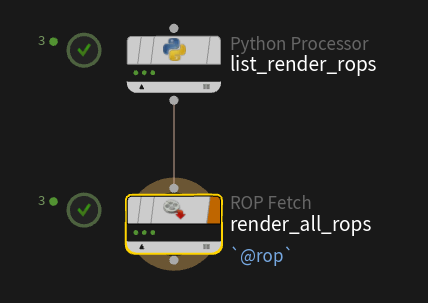 3
Python Processor
list_render_rops
3
ROP Fetch
render_all_rops
`@rop`